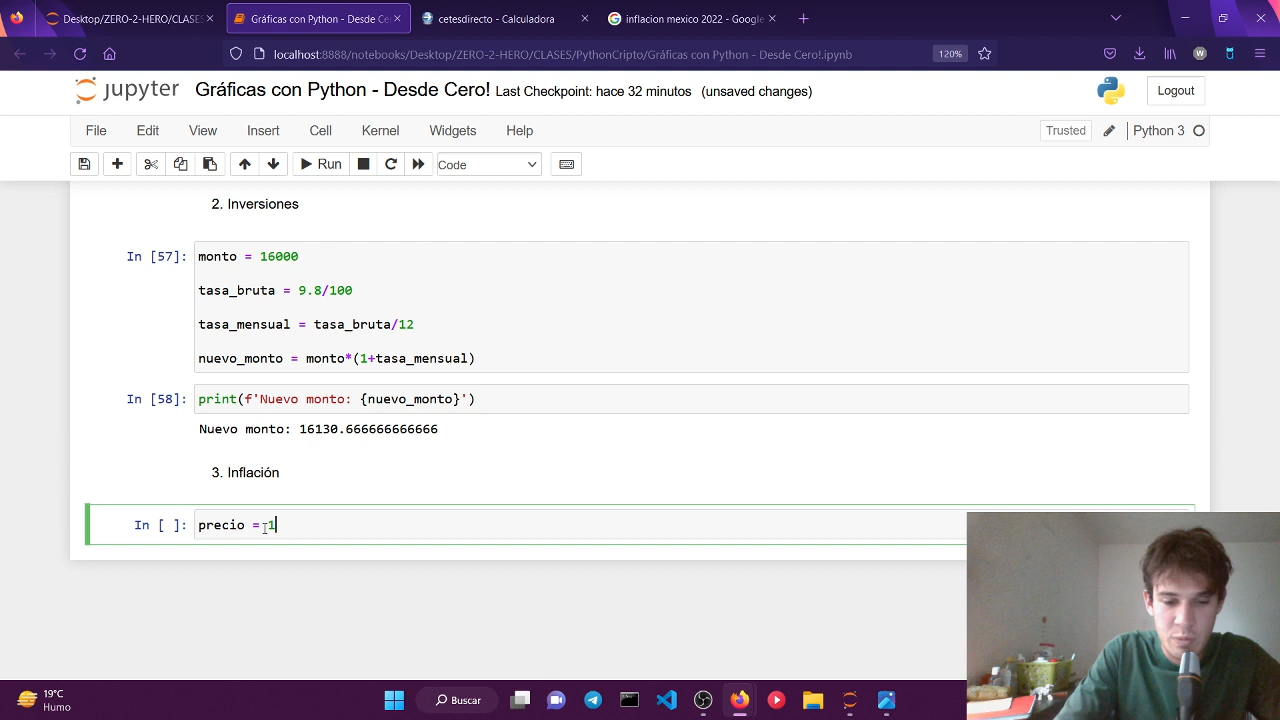 Desktop/ZERO-2-HERO/CLASES/
Gráficas con Python - Desde Ce
cetesdirecto - Calculadora
inflacion mexico 2022 - Google
localhost:8888/notebooks/Desktop/ZERO-2-HERO/CLASES/PythonCripto/Gráficas con Python - Desde Cero!.ipynb
120%
jupyter Gráficas con Python - Desde Cero! Last Checkpoint: hace 32 minutos (unsaved changes)
Logout
File Edit View Insert Cell Kernel Widgets Help
Trusted
Python 3
Run
Code
2. Inversiones
In [57]: monto = 16000
tasa_bruta = 9.8/100
tasa_mensual = tasa_bruta/12
nuevo_monto = monto*(1+tasa_mensual)
In [58]: print(f'Nuevo monto: {nuevo_monto}')
Nuevo monto: 16130.666666666666
3. Inflación
In [ ]: precio = 1
19°C
Humo
Buscar